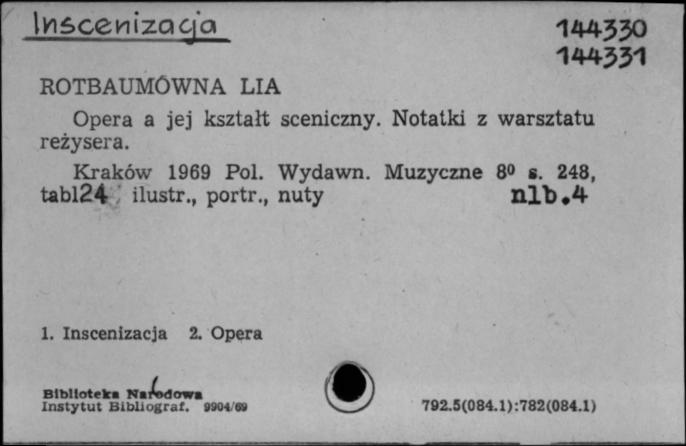 Inscenizacja 144330
144331
ROTBAUMÓWNA LIA
Opera a jej kształt sceniczny. Notatki z warsztatu
reżysera.
Kraków 1969 Pol. Wydawn. Muzyczne 8º s. 248,
tabl24 ilustr., portr., nuty nlb.4
1. Inscenizacja 2. Opera
Biblioteka Narodowa
Instytut Bibliograf. 9904/69 792.5(084.1):782(084.1)